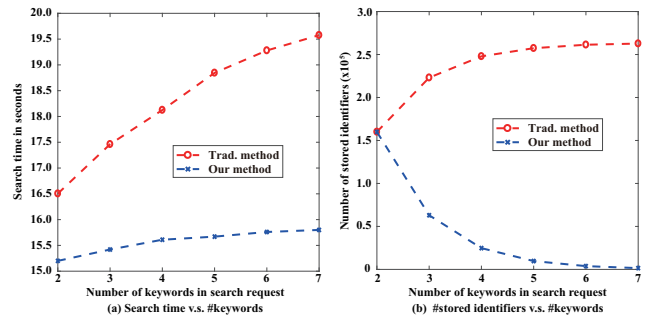 20.0
19.5
19.0
18.5
18.0
17.5
17.0
16.5
16.0
15.5
15.0
Search time in seconds
Trad. method
Our method
2 3 4 5 6 7
Number of keywords in search request
(a) Search time v.s. #keywords
3.0
2.5
2.0
1.5
1.0
0.5
0
Number of stored identifiers (x10⁵)
Trad. method
Our method
2 3 4 5 6 7
Number of keywords in search request
(b) #stored identifiers v.s. #keywords